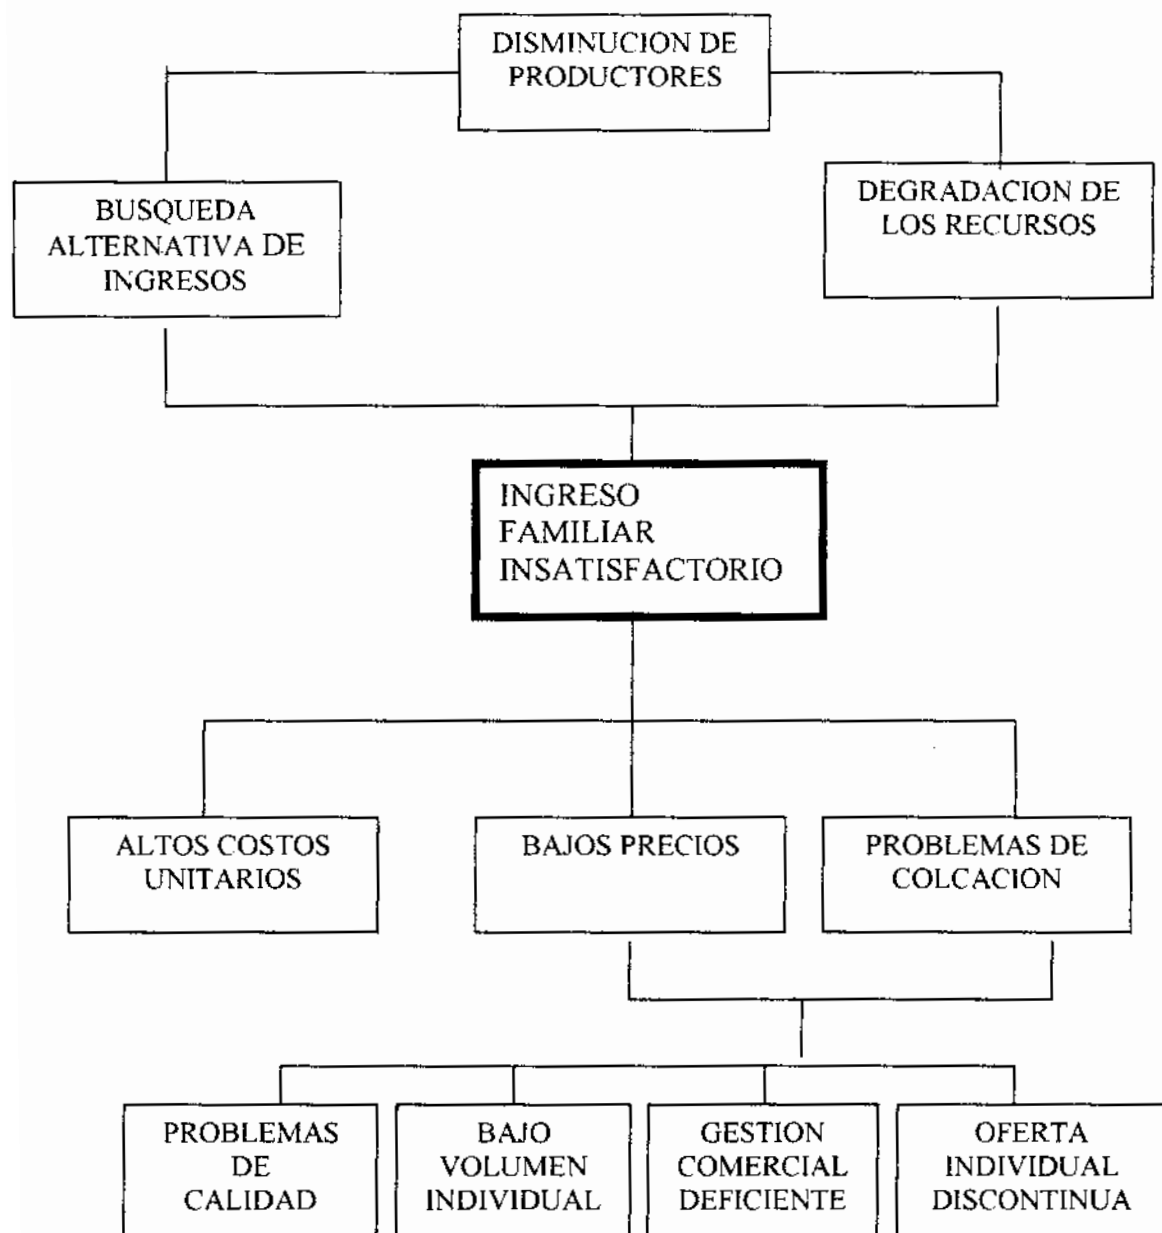 DISMINUCION DE
PRODUCTORES
BUSQUEDA
ALTERNATIVA DE
INGRESOS
DEGRADACION DE
LOS RECURSOS
INGRESO
FAMILIAR
INSATISFACTORIO
ALTOS COSTOS
UNITARIOS
BAJOS PRECIOS
PROBLEMAS DE
COLCACION
PROBLEMAS
DE
CALIDAD
BAJO
VOLUMEN
INDIVIDUAL
GESTION
COMERCIAL
DEFICIENTE
OFERTA
INDIVIDUAL
DISCONTINUA